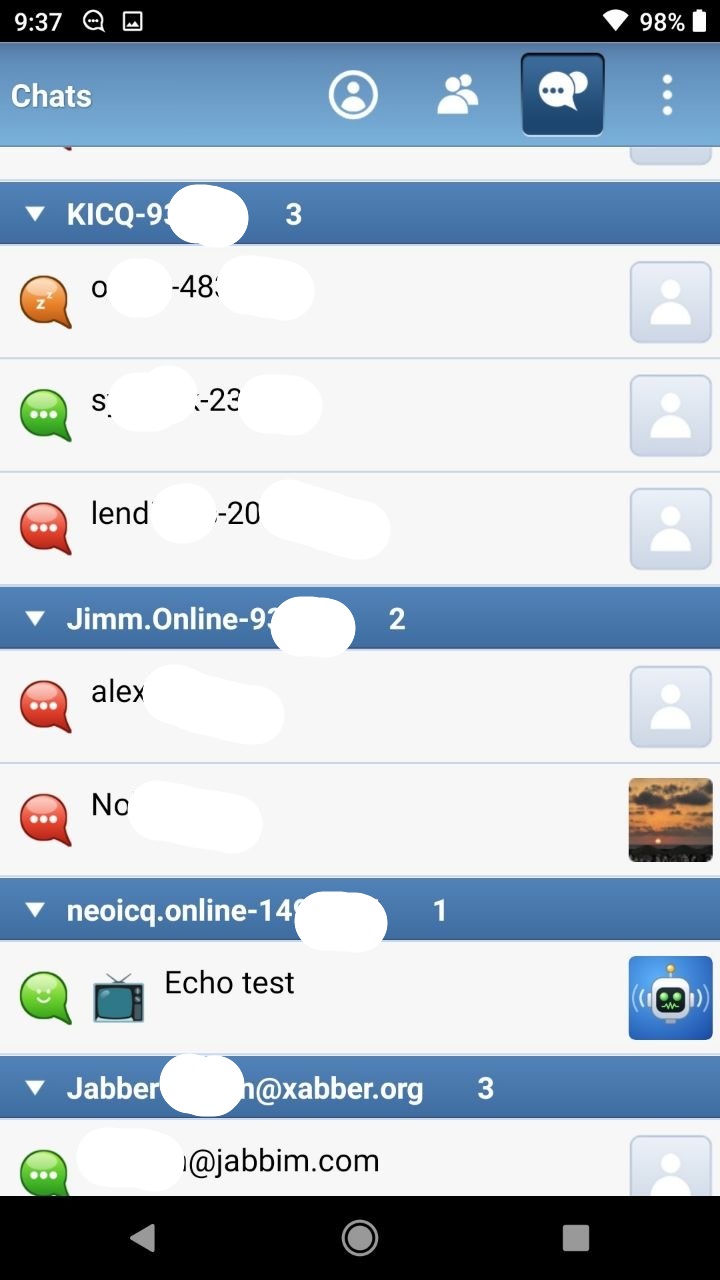 9:37 98%
Chats
KICQ-93 3
o -48
z z
s -23
lend -20
Jimm.Online-93 2
alex
No
neoicq.online-149 1
Echo test
Jabber n@xabber.org 3
@jabbim.com